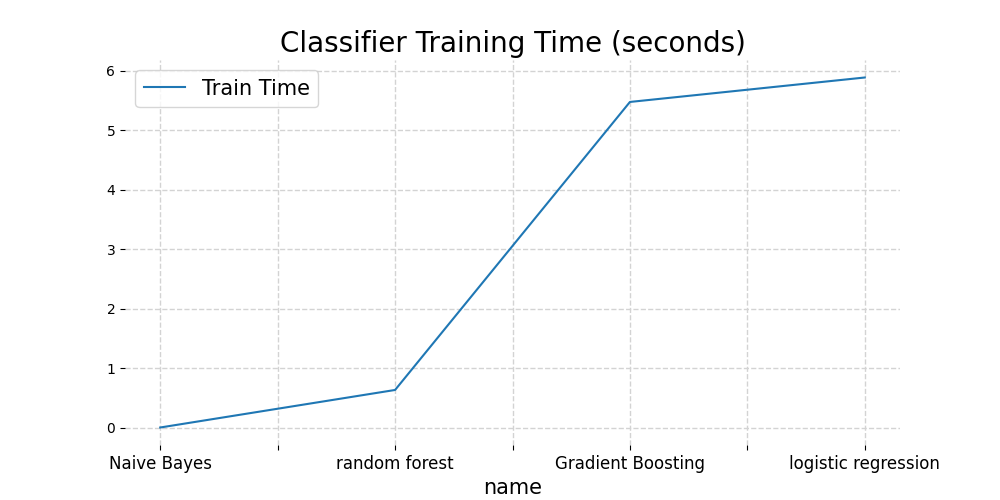 Classifier Training Time (seconds)
Train Time
6
5
4
3
2
1
0
Naive Bayes random forest Gradient Boosting logistic regression
name